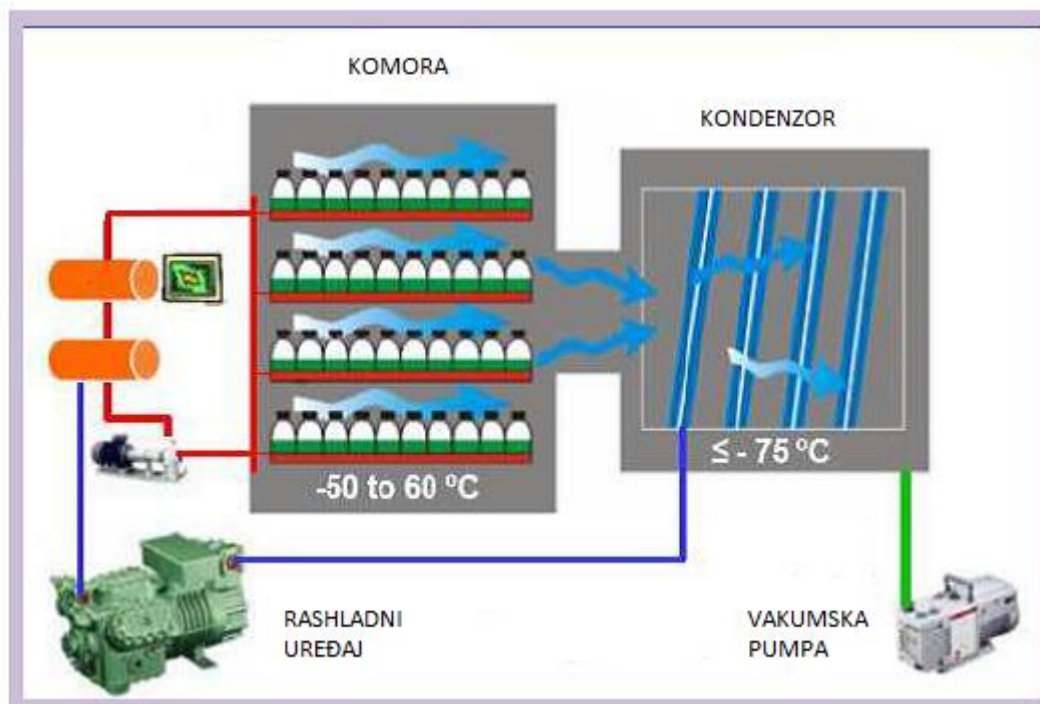 KOMORA
KONDENZOR
-50 to 60 ºC
≤ - 75 ºC
RASHLADNI
UREĐAJ
VAKUMSKA
PUMPA